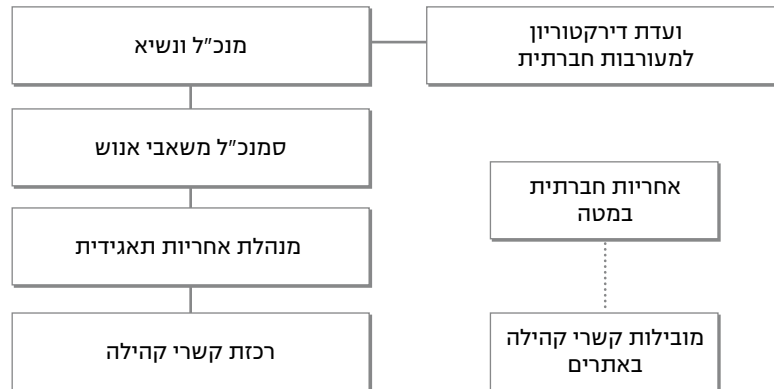 ועדת דירקטוריון
למעורבות חברתית
מנכ"ל ונשיא
סמנכ"ל משאבי אנוש
אחריות חברתית
במטה
מנהלת אחריות תאגידית
מובילות קשרי קהילה
באתרים
רכזת קשרי קהילה